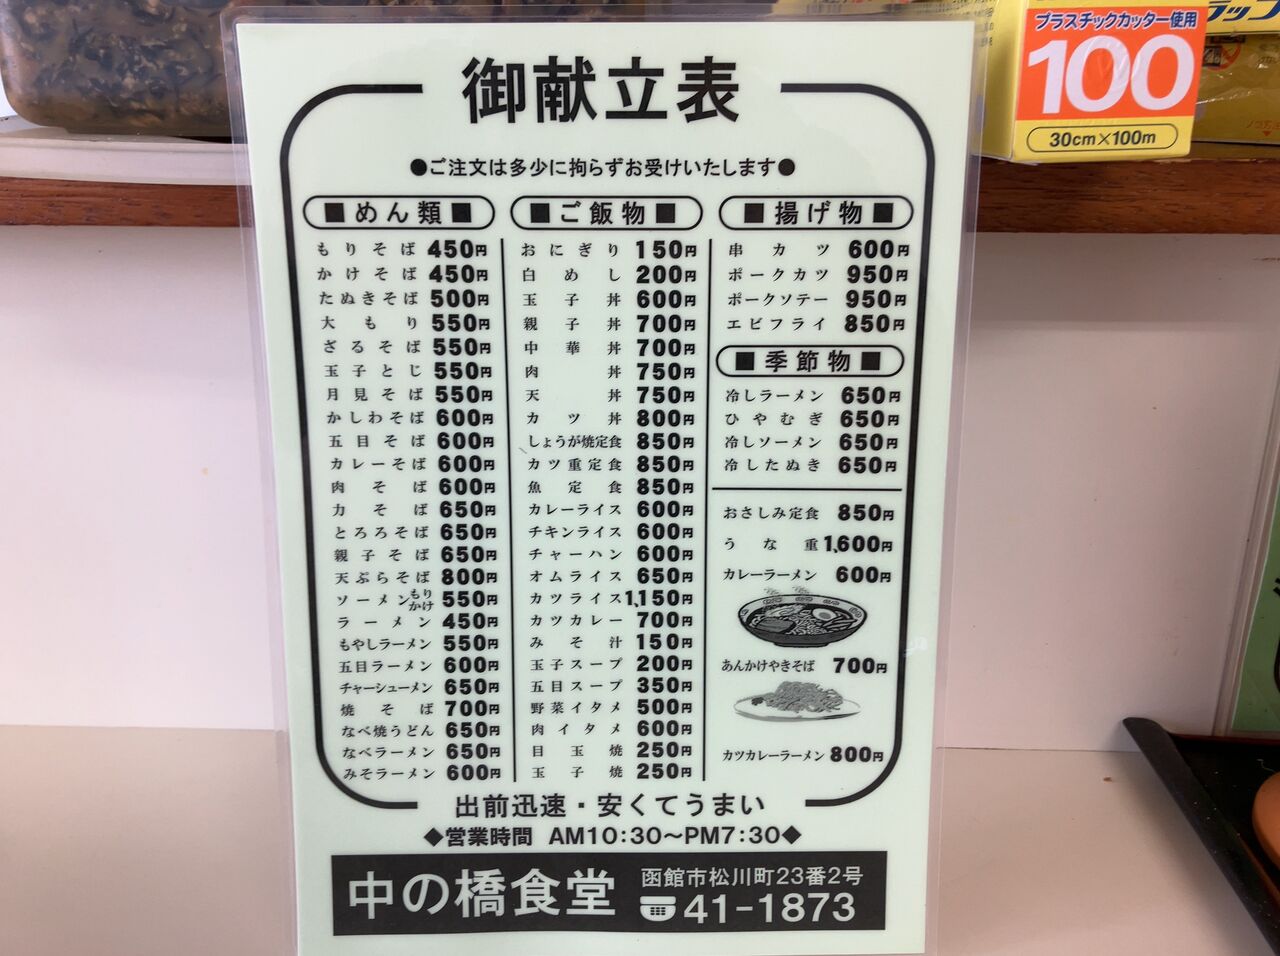 御献立表
●ご注文は多少に拘らずお受けいたします●
■めん類■
もりそば 450円
かけそば 450円
たぬきそば 500円
大もり 550円
ざるそば 550円
玉子とじ 550円
月見そば 550円
かしわそば 600円
五目そば 600円
カレーそば 600円
肉そば 600円
力そば 650円
とろろそば 650円
親子そば 650円
天ぷらそば 800円
ソーメン もり かけ 550円
ラーメン 450円
もやしラーメン 550円
五目ラーメン 600円
チャーシューメン 650円
焼そば 700円
なべ焼うどん 650円
なべラーメン 650円
みそラーメン 600円
■ご飯物■
おにぎり 150円
白めし 200円
玉子丼 600円
親子丼 700円
中華丼 700円
肉丼 750円
天丼 750円
カツ丼 800円
しょうが焼定食 850円
カツ重定食 850円
魚定食 850円
カレーライス 600円
チキンライス 600円
チャーハン 600円
オムライス 650円
カツライス 1,150円
カツカレー 700円
みそ汁 150円
玉子スープ 200円
五目スープ 350円
野菜イタメ 500円
肉イタメ 600円
目玉焼 250円
玉子焼 250円
■揚げ物■
串カツ 600円
ポークカツ 950円
ポークソテー 950円
エビフライ 850円
■季節物■
冷しラーメン 650円
ひやむぎ 650円
冷しソーメン 650円
冷したぬき 650円
おさしみ定食 850円
うな重 1,600円
カレーラーメン 600円
あんかけやきそば 700円
カツカレーラーメン 800円
出前迅速・安くてうまい
◆営業時間 AM10:30〜PM7:30◆
中の橋食堂
函館市松川町23番2号
41-1873
プラスチックカッター使用
100
30cm×100m
ラップ